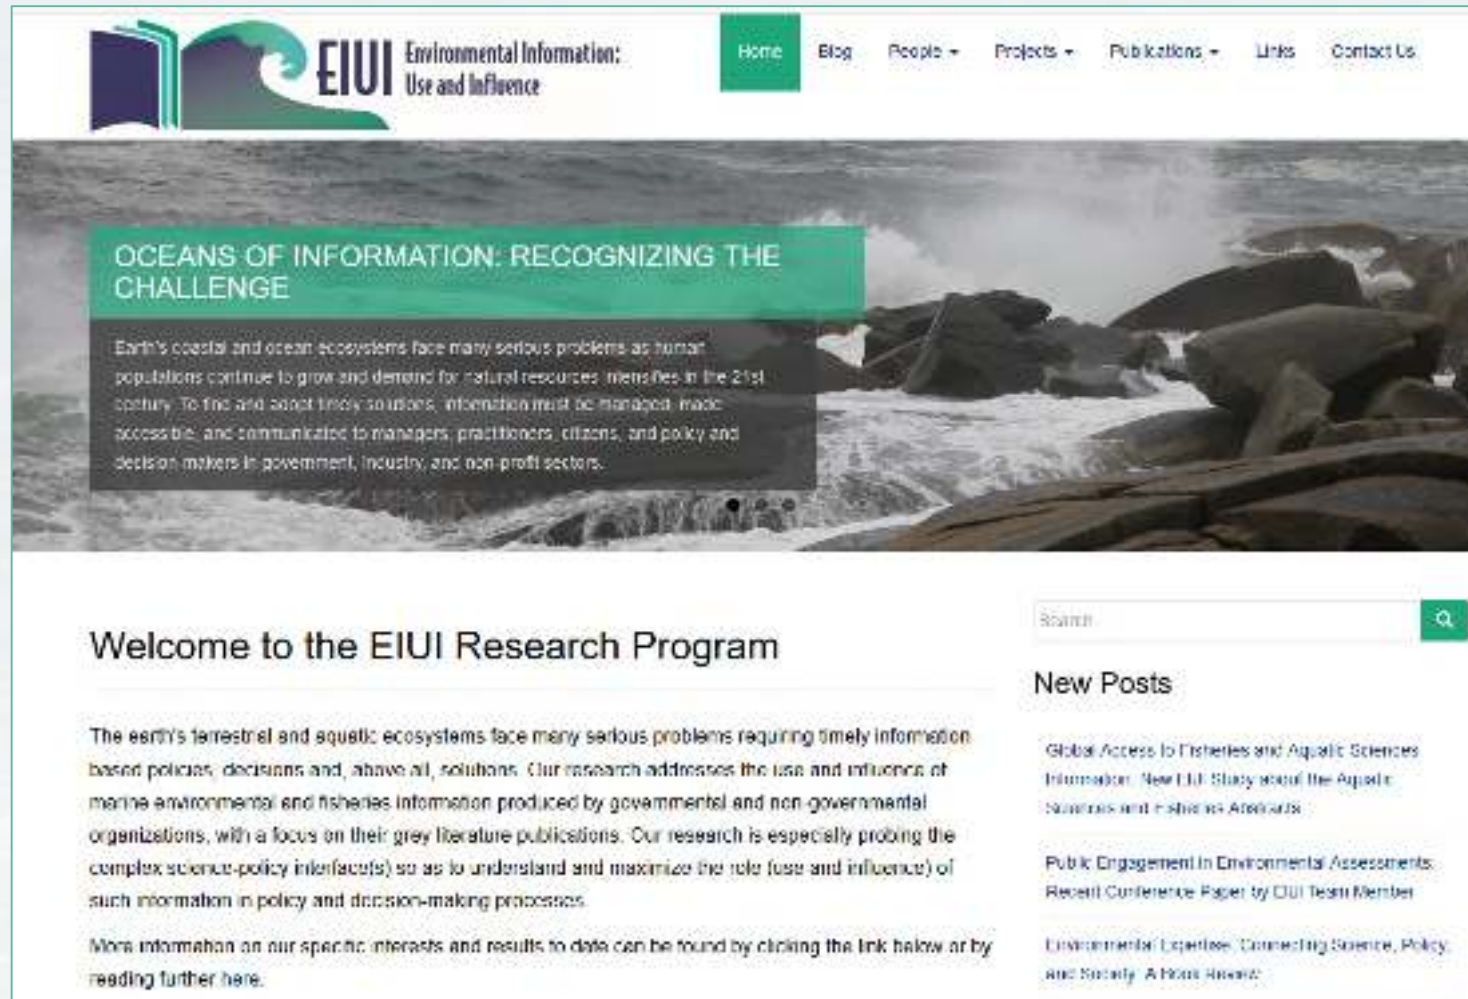 EIUI Environmental Information:
Use and Influence
Home Blog People Projects Publications Links Contact Us
OCEANS OF INFORMATION: RECOGNIZING THE
CHALLENGE
Earth's coastal and ocean ecosystems face many serious problems as human
populations continue to grow and demand for natural resources intensifies in the 21st
century. To find and adopt timely solutions, information must be managed, made
accessible, and communicated to managers, practitioners, citizens, and policy and
decision makers in government, industry, and non-profit sectors.
Welcome to the EIUI Research Program
The earth's terrestrial and aquatic ecosystems face many serious problems requiring timely information
based policies, decisions and, above all, solutions. Our research addresses the use and influence of
marine environmental and fisheries information produced by governmental and non-governmental
organizations, with a focus on their grey literature publications. Our research is especially probing the
complex science-policy interface(s) so as to understand and maximize the role (use and influence) of
such information in policy and decision-making processes.
More information on our specific interests and results to date can be found by clicking the link below or by
reading further here.
Search
New Posts
Global Access to Fisheries and Aquatic Sciences
Information: New EIUI Study about the Aquatic
Sciences and Fisheries Abstracts
Public Engagement in Environmental Assessments:
Recent Conference Paper by EIUI Team Member
Environmental Expertise: Connecting Science, Policy,
and Society: A Book Review